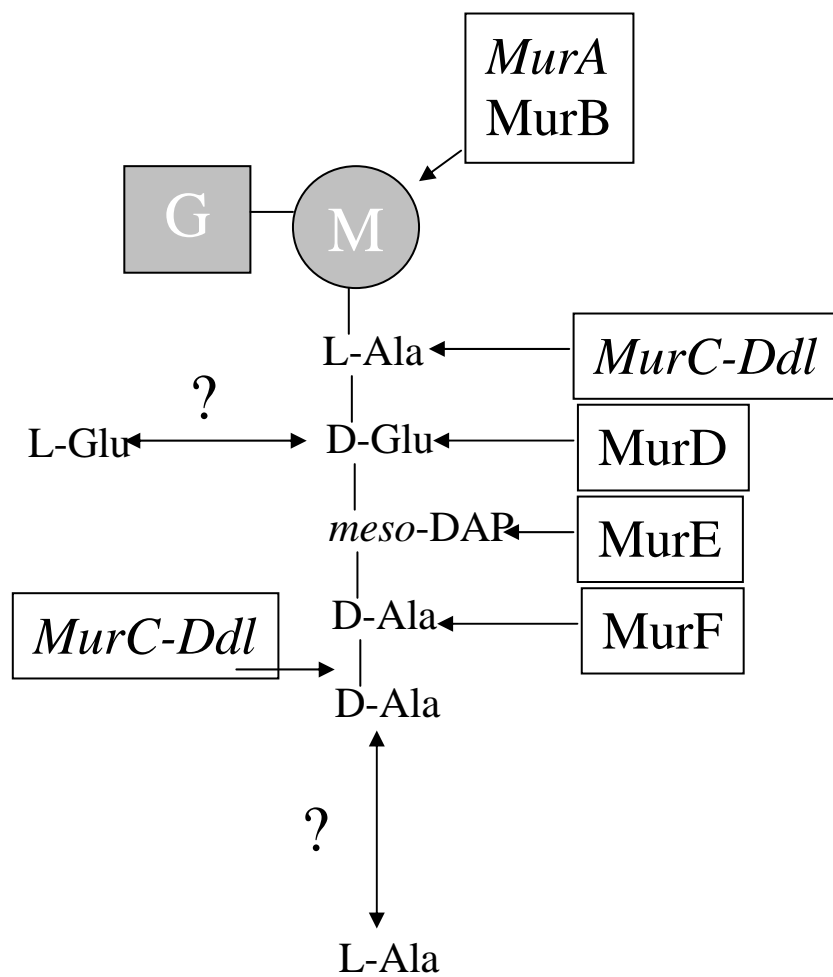 MurA
MurB
G
M
L-Ala
MurC-Ddl
?
L-Glu
D-Glu
MurD
meso-DAP
MurE
MurC-Ddl
D-Ala
MurF
D-Ala
?
L-Ala